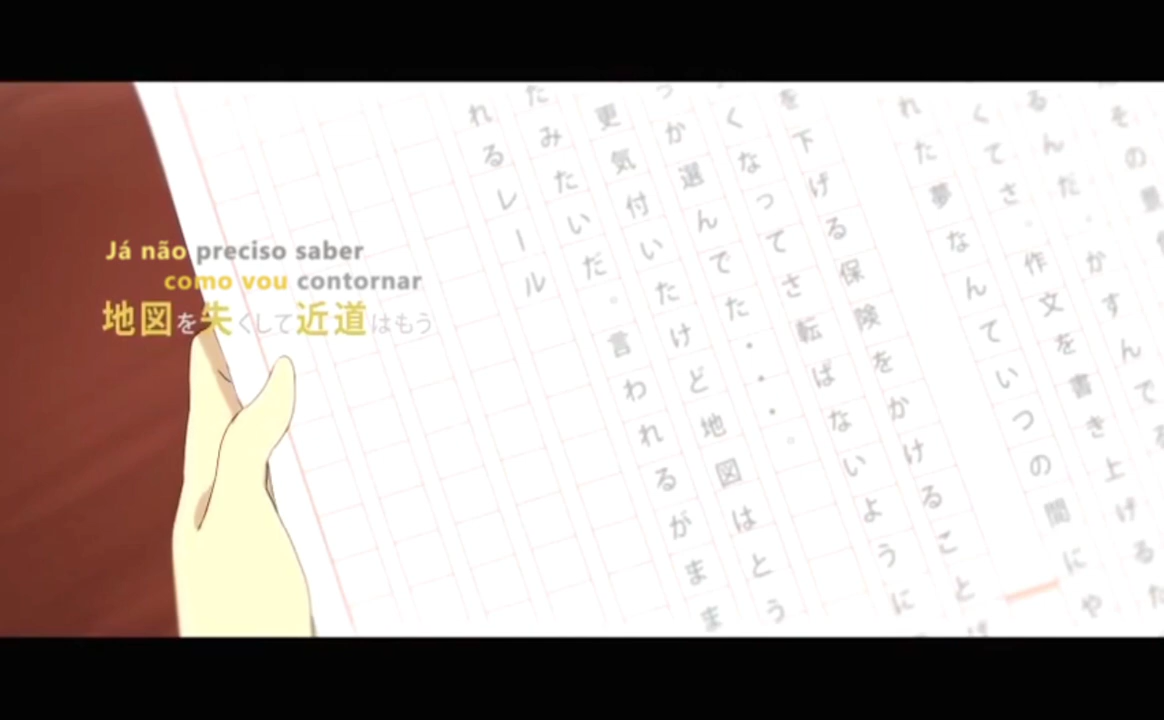 Já não preciso saber
como vou contornar
地図を失くして近道はもう
その
るんだ。かすんでる
くてさ。作文を書き上げるた
れた夢なんていつの間にや
を下げる保険をかけること
くなってさ転ばないように
っか選んでた・・・。
更気付いたけど地図はとう
たみたいだ。言われるがまま
れるレール